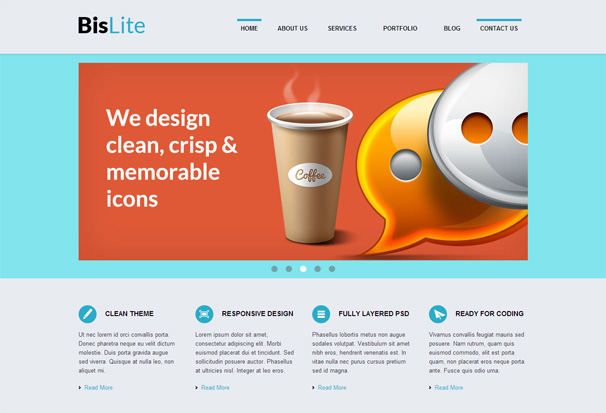 BisLite
HOME ABOUT US SERVICES PORTFOLIO BLOG CONTACT US
We design
clean, crisp &
memorable
icons
Coffee
CLEAN THEME
Ut nec lorem id orci convallis porta.
Donec pharetra neque eu velit dictum
molestie. Duis porta gravida augue
sed viverra. Quisque at nulla leo, non
aliquet mi.
Read More
RESPONSIVE DESIGN
Lorem ipsum dolor sit amet,
consectetur adipiscing elit. Morbi
euismod placerat dui et tincidunt. Sed
sollicitudin posuere auctor. Phasellus
at ultricies nisl. Integer at leo eros.
Read More
FULLY LAYERED PSD
Phasellus lobortis metus non augue
sodales volutpat. Vestibulum sit amet
nibh eros, hendrerit venenatis est. In
vitae nulla nec purus cursus pretium
sed id magna.
Read More
READY FOR CODING
Vivamus convallis feugiat mauris sed
posuere. Nam rutrum, quam quis
euismod commodo, elit est porta
quam, non placerat eros neque porta
ante. Fusce quis odio urna.
Read More